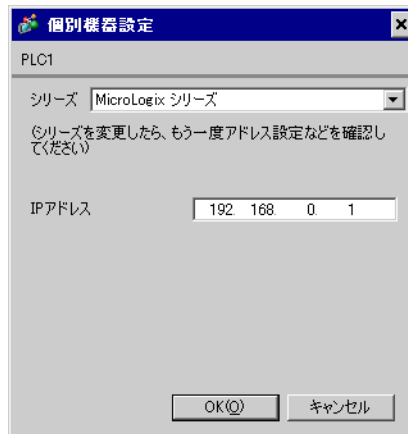 個別機器設定
PLC1
シリーズ MicroLogix シリーズ
(シリーズを変更したら、もう一度アドレス設定などを確認し
てください)
IPアドレス 192. 168. 0. 1
OK(O) キャンセル